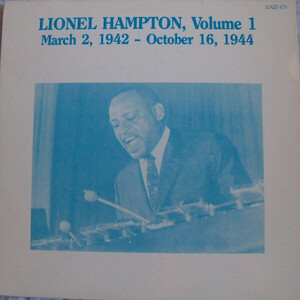 LIONEL HAMPTON, Volume 1
March 2, 1942 – October 16, 1944